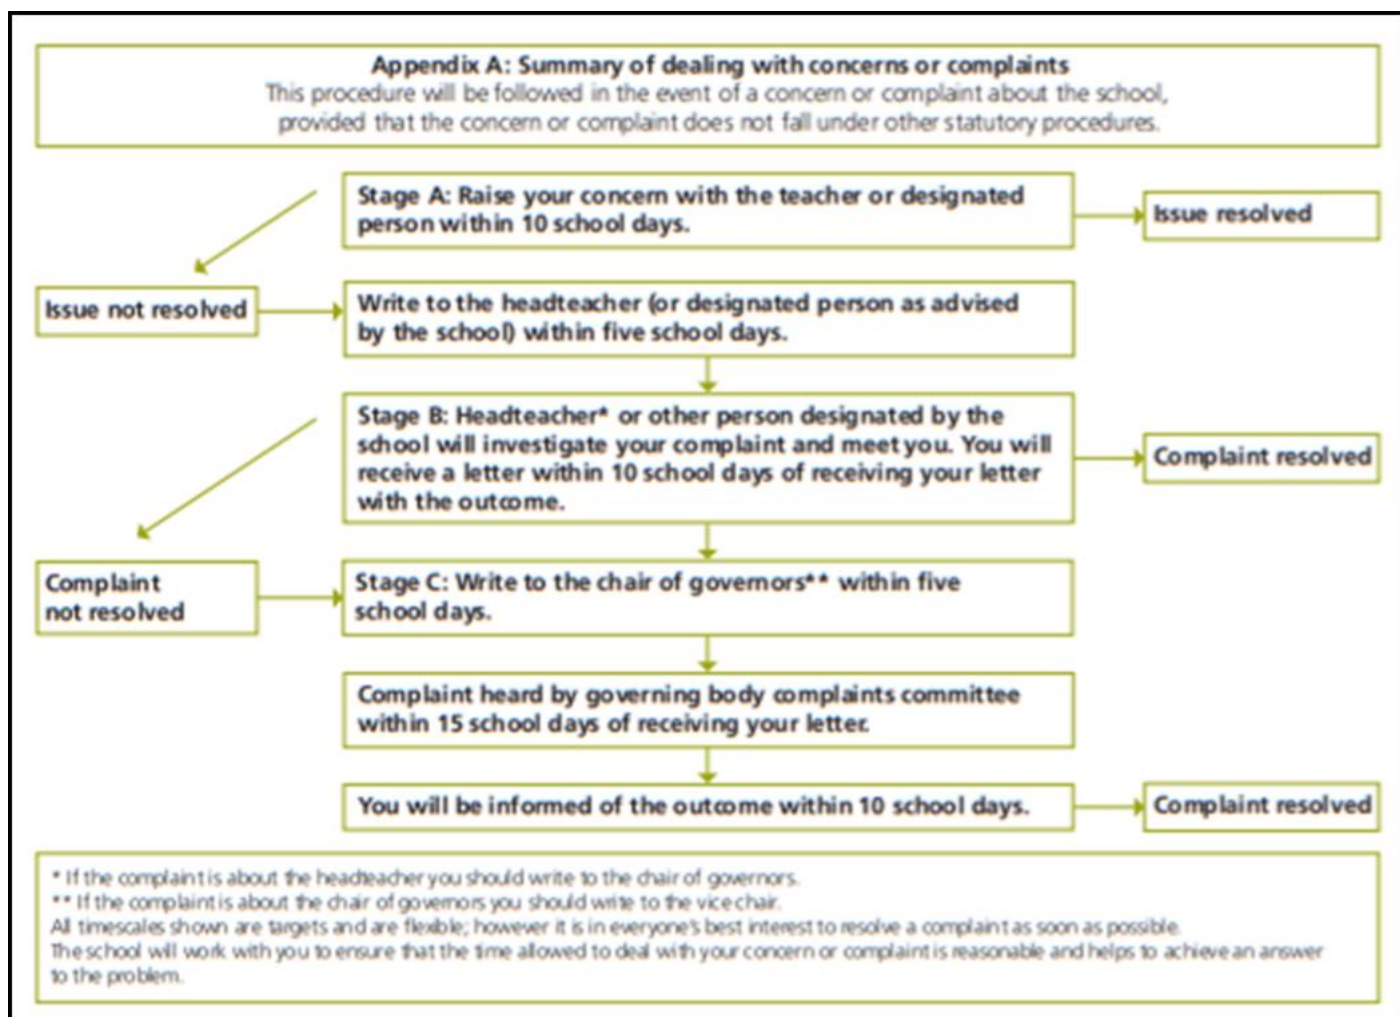 Appendix A: Summary of dealing with concerns or complaints
This procedure will be followed in the event of a concern or complaint about the school,
provided that the concern or complaint does not fall under other statutory procedures.
Stage A: Raise your concern with the teacher or designated
person within 10 school days.
Issue resolved
Issue not resolved
Write to the headteacher (or designated person as advised
by the school) within five school days.
Stage B: Headteacher* or other person designated by the
school will investigate your complaint and meet you. You will
receive a letter within 10 school days of receiving your letter
with the outcome.
Complaint resolved
Complaint
not resolved
Stage C: Write to the chair of governors** within five
school days.
Complaint heard by governing body complaints committee
within 15 school days of receiving your letter.
You will be informed of the outcome within 10 school days.
Complaint resolved
* If the complaint is about the headteacher you should write to the chair of governors.
** If the complaint is about the chair of governors you should write to the vice chair.
All timescales shown are targets and are flexible; however it is in everyone's best interest to resolve a complaint as soon as possible.
The school will work with you to ensure that the time allowed to deal with your concern or complaint is reasonable and helps to achieve an answer
to the problem.